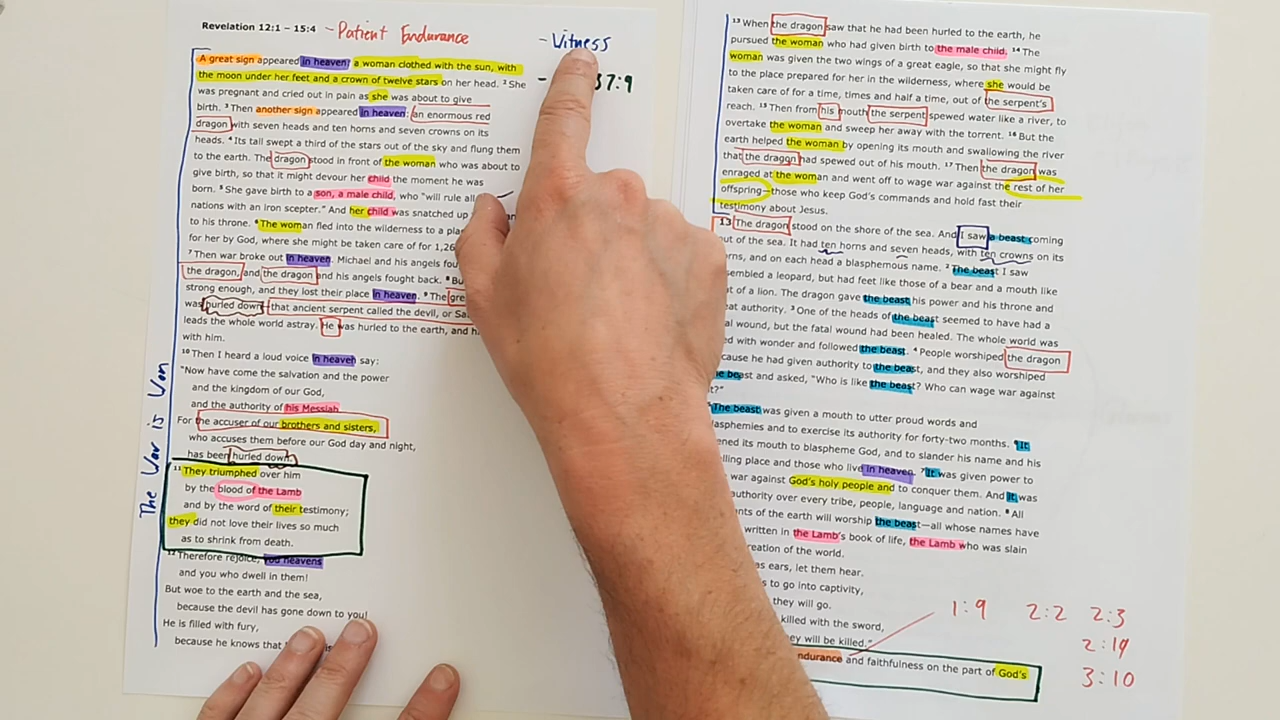 Revelation 12:1 – 15:4 ~ Patient Endurance
- Witness
- 37:9
A great sign appeared in heaven: a woman clothed with the sun, with
the moon under her feet and a crown of twelve stars on her head. 2 She
was pregnant and cried out in pain as she was about to give
birth. 3 Then another sign appeared in heaven: an enormous red
dragon with seven heads and ten horns and seven crowns on its
heads. 4 Its tail swept a third of the stars out of the sky and flung them
to the earth. The dragon stood in front of the woman who was about to
give birth, so that it might devour her child the moment he was
born. 5 She gave birth to a son, a male child, who "will rule all
nations with an iron scepter." And her child was snatched up
to his throne. 6 The woman fled into the wilderness to a
for her by God, where she might be taken care of for 1,26
7 Then war broke out in heaven. Michael and his angels
the dragon, and the dragon and his angels fought back. 8
strong enough, and they lost their place in heaven. 9 The
was hurled down—that ancient serpent called the devil, or
leads the whole world astray. He was hurled to the earth, and
with him.
10 Then I heard a loud voice in heaven say:
"Now have come the salvation and the power
and the kingdom of our God,
and the authority of his Messiah.
For the accuser of our brothers and sisters,
who accuses them before our God day and night,
has been hurled down.
11 They triumphed over him
by the blood of the Lamb
and by the word of their testimony;
they did not love their lives so much
as to shrink from death.
12 Therefore rejoice, you heavens
and you who dwell in them!
But woe to the earth and the sea,
because the devil has gone down to you!
He is filled with fury,
because he knows that
The War is Won
13 When the dragon saw that he had been hurled to the earth, he
pursued the woman who had given birth to the male child. 14 The
woman was given the two wings of a great eagle, so that she might fly
to the place prepared for her in the wilderness, where she would be
taken care of for a time, times and half a time, out of the serpent's
reach. 15 Then from his mouth the serpent spewed water like a river, to
overtake the woman and sweep her away with the torrent. 16 But the
earth helped the woman by opening its mouth and swallowing the river
that the dragon had spewed out of his mouth. 17 Then the dragon was
enraged at the woman and went off to wage war against the rest of her
offspring—those who keep God's commands and hold fast their
testimony about Jesus.
13 The dragon stood on the shore of the sea. And I saw a beast coming
out of the sea. It had ten horns and seven heads, with ten crowns on its
and on each head a blasphemous name. 2 The beast I saw
resembled a leopard, but had feet like those of a bear and a mouth like
of a lion. The dragon gave the beast his power and his throne and
authority. 3 One of the heads of the beast seemed to have had a
wound, but the fatal wound had been healed. The whole world was
with wonder and followed the beast. 4 People worshiped the dragon
because he had given authority to the beast, and they also worshiped
beast and asked, "Who is like the beast? Who can wage war against
it?"
5 The beast was given a mouth to utter proud words and
blasphemies and to exercise its authority for forty-two months. 6 It
opened its mouth to blaspheme God, and to slander his name and his
dwelling place and those who live in heaven. 7 It was given power to
war against God's holy people and to conquer them. And it was
authority over every tribe, people, language and nation. 8 All
of the earth will worship the beast—all whose names have
written in the Lamb's book of life, the Lamb who was slain
creation of the world.
ears, let them hear.
to go into captivity,
they will go.
killed with the sword,
they will be killed."
endurance and faithfulness on the part of God's
1:9 2:2 2:3
2:19
3:10